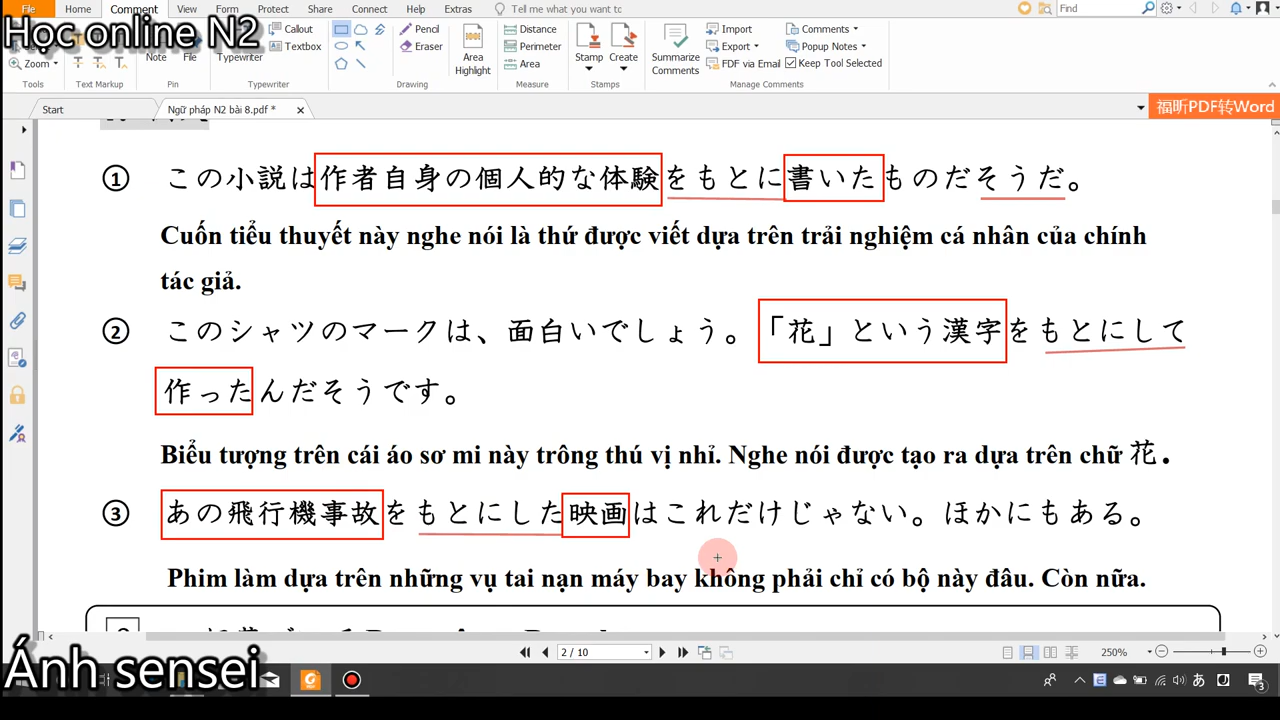 File Home Comment View Form Protect Share Connect Help Extras Tell me what you want tc Find
Học online N2
Callout Pencil Distance Import Comments
Textbox Eraser Perimeter Export Popup Notes
Zoom Typewriter Note File Area Highlight Area Stamp Create Summarize Comments FDF via Email Keep Tool Selected
Tools Text Markup Pin Typewriter Drawing Measure Stamps Manage Comments
Start Ngữ pháp N2 bài 8.pdf * 福昕PDF转Word
① この小説は作者自身の個人的な体験をもとに書いたものだそうだ。
Cuốn tiểu thuyết này nghe nói là thứ được viết dựa trên trải nghiệm cá nhân của chính
tác giả.
② このシャツのマークは、面白いでしょう。「花」という漢字をもとにして
作ったんだそうです。
Biểu tượng trên cái áo sơ mi này trông thú vị nhỉ. Nghe nói được tạo ra dựa trên chữ 花.
③ あの飛行機事故をもとにした映画はこれだけじゃない。ほかにもある。
Phim làm dựa trên những vụ tai nạn máy bay không phải chỉ có bộ này đâu. Còn nữa.
2 / 10 250%
Ánh sensei
あ 3